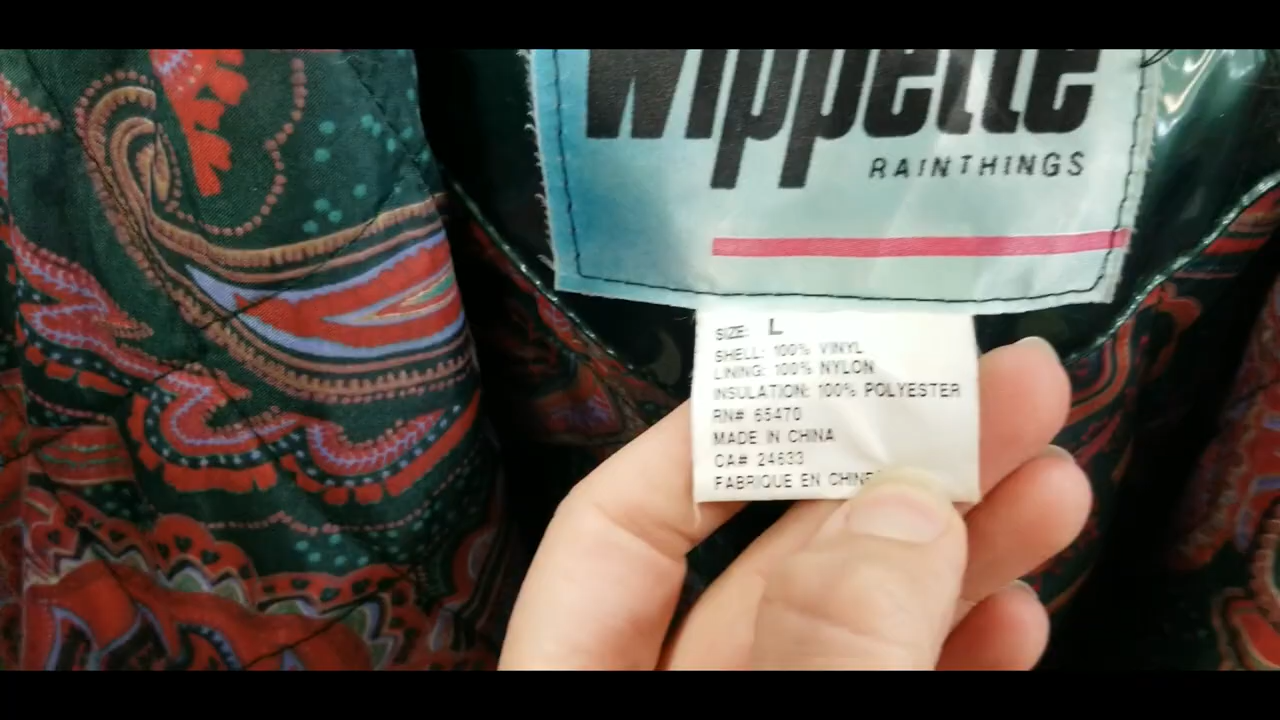 Wippette
RAINTHINGS
SIZE: L
SHELL: 100% VINYL
LINING: 100% NYLON
INSULATION: 100% POLYESTER
RN# 65470
MADE IN CHINA
CA# 24633
FABRIQUE EN CHINE